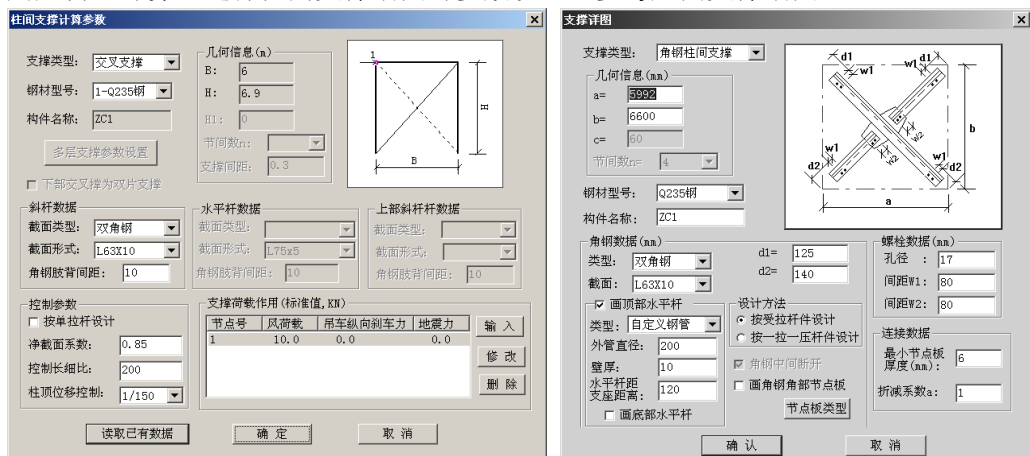 柱间支撑计算参数
支撑类型: 交叉支撑
钢材型号: 1-Q235钢
构件名称: ZC1
多层支撑参数设置
下部交叉撑为双片支撑
几何信息(m)
B: 6
H: 6.9
H1: 0
节间数n:
支撑间距: 0.3
1
H
B
斜杆数据
截面类型: 双角钢
截面形式: L63X10
角钢肢背间距: 10
水平杆数据
截面类型:
截面形式: L75x5
角钢肢背间距: 10
上部斜杆杆数据
截面类型:
截面形式:
角钢肢背间距: 10
控制参数
按单拉杆设计
净截面系数: 0.85
控制长细比: 200
柱顶位移控制: 1/150
支撑荷载作用(标准值,KN)
节点号 风荷载 吊车纵向刹车力 地震力
1 10.0 0.0 0.0
输 入
修 改
删 除
读取已有数据
确 定
取 消
支撑详图
支撑类型: 角钢柱间支撑
几何信息(mm)
a= 5992
b= 6600
c= 60
节间数n= 4
钢材型号: Q235钢
构件名称: ZC1
d1
w1
w1
d1
b
w2
w1
d2
w1
d2
a
角钢数据(mm)
类型: 双角钢
截面: L63X10
d1= 125
d2= 140
画顶部水平杆
类型: 自定义钢管
外管直径: 200
壁厚: 10
水平杆距
支座距离: 120
画底部水平杆
设计方法
按受拉杆件设计
按一拉一压杆件设计
角钢中间断开
画角钢角部节点板
节点板类型
螺栓数据(mm)
孔径 : 17
间距W1: 80
间距W2: 80
连接数据
最小节点板
厚度(mm): 6
折减系数a: 1
确 认
取 消